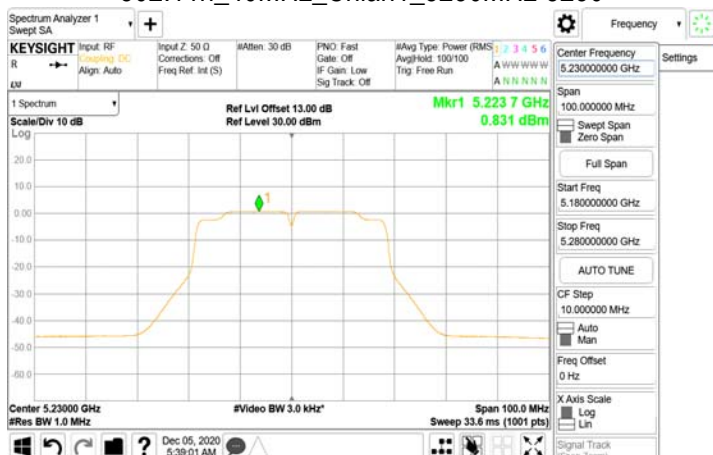 Spectrum Analyzer 1
Swept SA
Frequency
KEYSIGHT
Input: RF
Coupling: DC
Align: Auto
Input Z: 50 Ω
Corrections: Off
Freq Ref: Int (S)
#Atten: 30 dB
PNO: Fast
Gate: Off
IF Gain: Low
Sig Track: Off
#Avg Type: Power (RMS
Avg|Hold: 100/100
Trig: Free Run
1 2 3 4 5 6
A W W W W W
A N N N N N
R
LXI
Center Frequency
5.230000000 GHz
Settings
Span
100.000000 MHz
Swept Span
Zero Span
Full Span
Start Freq
5.180000000 GHz
Stop Freq
5.280000000 GHz
AUTO TUNE
CF Step
10.000000 MHz
Auto
Man
Freq Offset
0 Hz
X Axis Scale
Log
Lin
Signal Track
1 Spectrum
Scale/Div 10 dB
Log
Ref Lvl Offset 13.00 dB
Ref Level 30.00 dBm
Mkr1 5.223 7 GHz
0.831 dBm
20.0
10.0
0.00
-10.0
-20.0
-30.0
-40.0
-50.0
-60.0
1
Center 5.23000 GHz
#Res BW 1.0 MHz
#Video BW 3.0 kHz*
Span 100.0 MHz
Sweep 33.6 ms (1001 pts)
Dec 05, 2020
5:39:01 AM